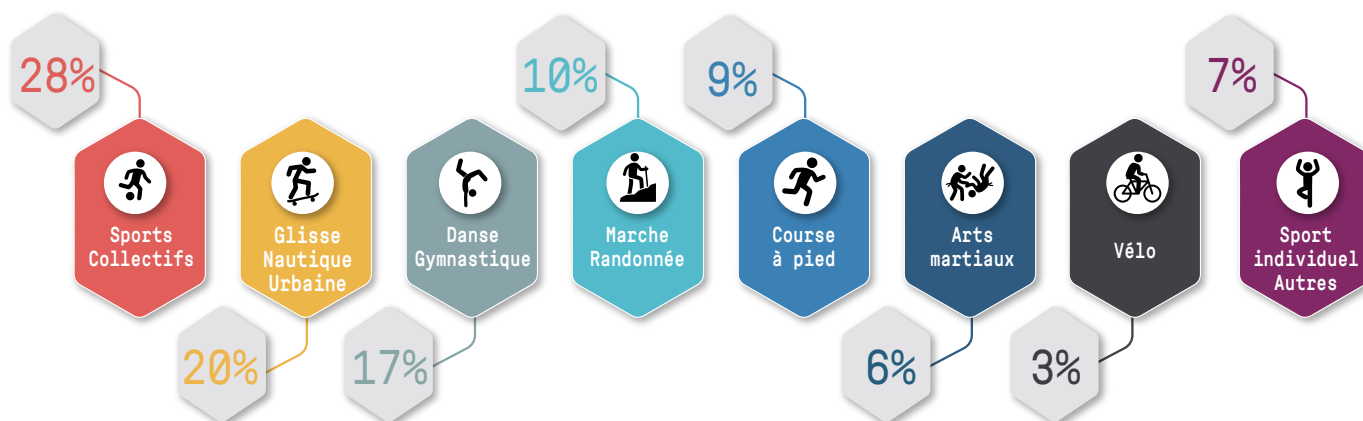 28%
Sports
Collectifs
20%
Glisse
Nautique
Urbaine
17%
Danse
Gymnastique
10%
Marche
Randonnée
9%
Course
à pied
6%
Arts
martiaux
3%
Vélo
7%
Sport
individuel
Autres